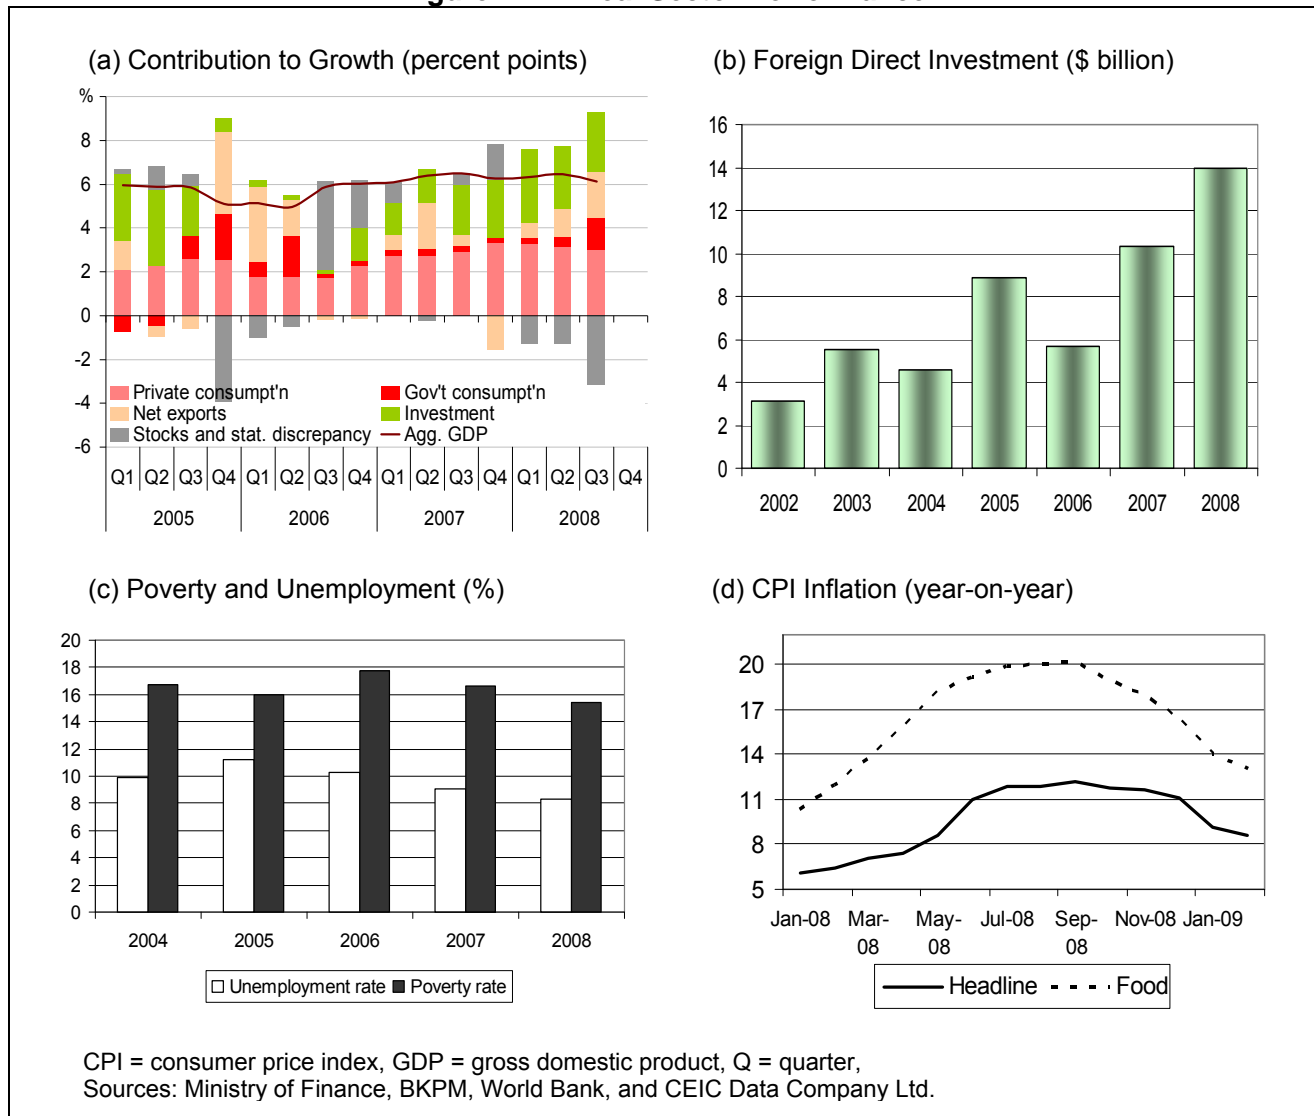 (a) Contribution to Growth (percent points)
%
8
6
4
2
0
-2
-4
-6
Private consumpt'n
Gov't consumpt'n
Net exports
Investment
Stocks and stat. discrepancy
Agg. GDP
Q1 Q2 Q3 Q4 Q1 Q2 Q3 Q4 Q1 Q2 Q3 Q4 Q1 Q2 Q3 Q4
2005 2006 2007 2008
(b) Foreign Direct Investment ($ billion)
16
14
12
10
8
6
4
2
0
2002 2003 2004 2005 2006 2007 2008
(c) Poverty and Unemployment (%)
20
18
16
14
12
10
8
6
4
2
0
2004 2005 2006 2007 2008
Unemployment rate Poverty rate
(d) CPI Inflation (year-on-year)
20
17
14
11
8
5
Jan-08 Mar-08 May-08 Jul-08 Sep-08 Nov-08 Jan-09
Headline Food
CPI = consumer price index, GDP = gross domestic product, Q = quarter,
Sources: Ministry of Finance, BKPM, World Bank, and CEIC Data Company Ltd.